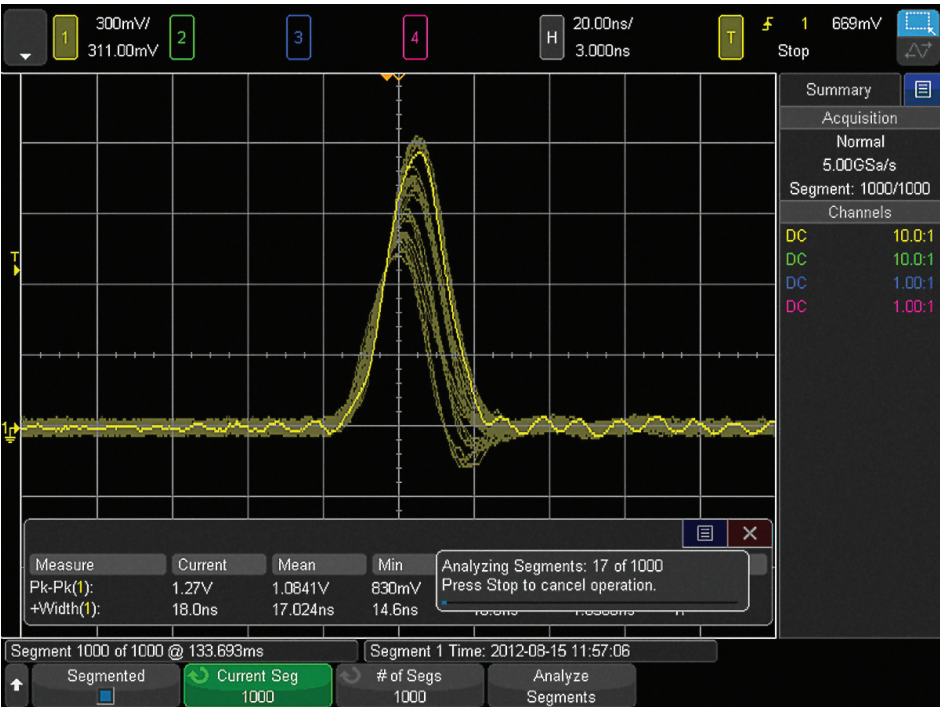 1 300mV/ 2 3 4 H 20.00ns/ T 1 669mV
311.00mV 3.000ns Stop
Summary
Acquisition
Normal
5.00GSa/s
Segment: 1000/1000
Channels
DC 10.0:1
DC 10.0:1
DC 1.00:1
DC 1.00:1
T
1
Measure Current Mean Min
Pk-Pk(1): 1.27V 1.0841V 830mV
+Width(1): 18.0ns 17.024ns 14.6ns
Analyzing Segments: 17 of 1000
Press Stop to cancel operation.
Segment 1000 of 1000 @ 133.693ms Segment 1 Time: 2012-08-15 11:57:06
Segmented Current Seg # of Segs Analyze
1000 1000 Segments